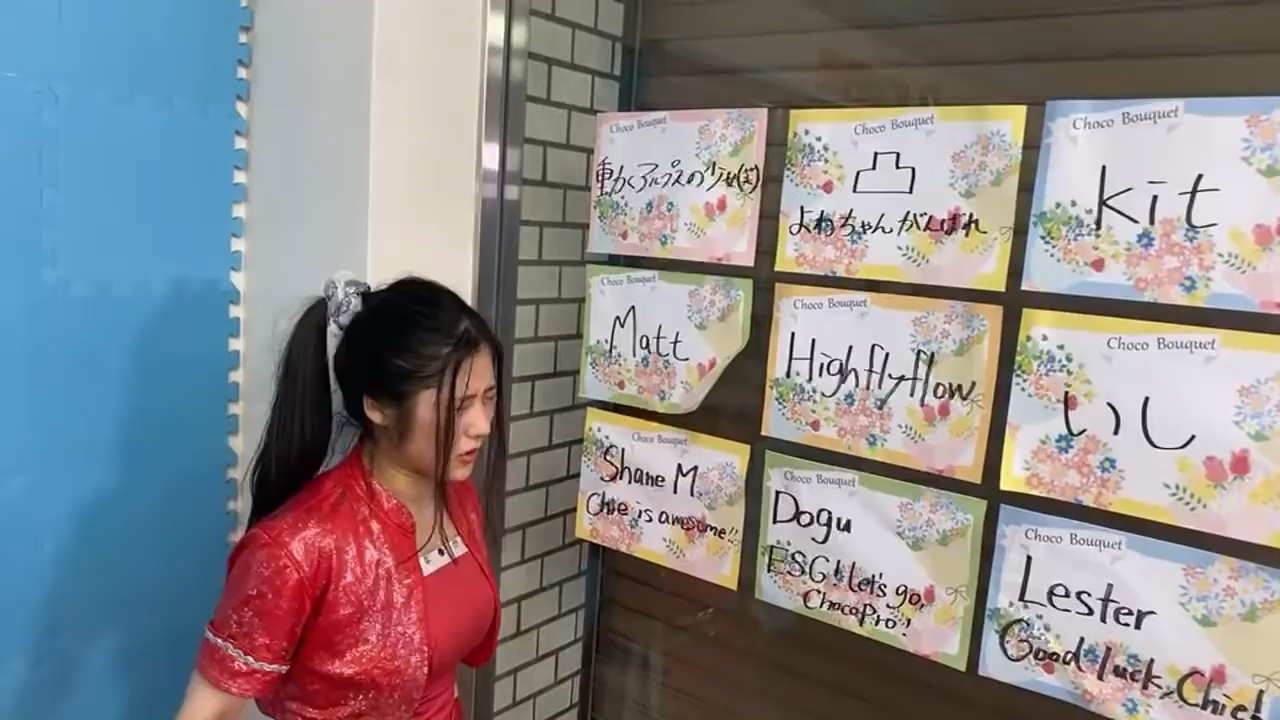 Choco Bouquet
動くアルプスの少女(笑)
Choco Bouquet
凸
よねちゃんがんばれ
Choco Bouquet
kit
Choco Bouquet
Matt
Choco Bouquet
Highflyflow
Choco Bouquet
いし
Choco Bouquet
Shane M
Chie is awesome!!
Choco Bouquet
Dogu
ESG! Let's go,
ChocoPro!
Choco Bouquet
Lester
Good luck, Chie!